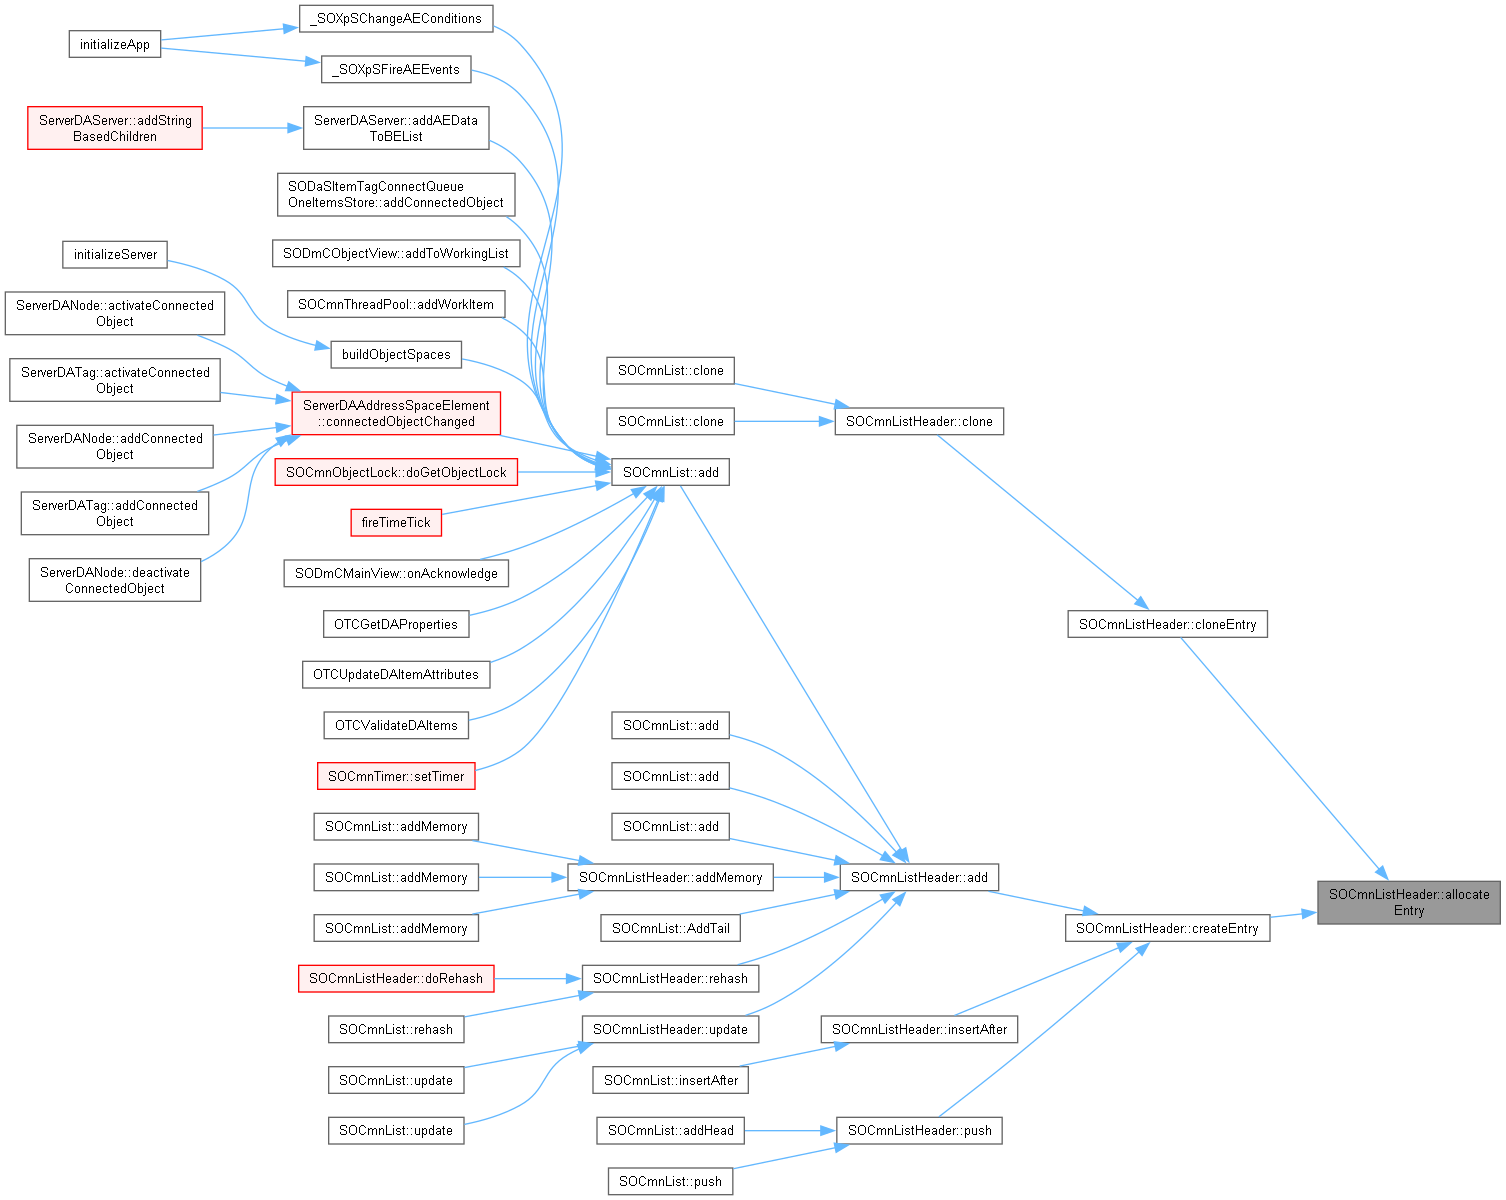 _SOXpSChangeAEConditions
initializeApp
_SOXpSFireAEEvents
ServerDAServer::addString
BasedChildren
ServerDAServer::addAEData
ToBEList
SODaSItemTagConnectQueue
OneItemsStore::addConnectedObject
initializeServer
SODmCObjectView::addToWorkingList
ServerDANode::activateConnected
Object
SOCmnThreadPool::addWorkItem
buildObjectSpaces
ServerDATag::activateConnected
Object
ServerDAAddressSpaceElement
::connectedObjectChanged
ServerDANode::addConnected
Object
SOCmnObjectLock::doGetObjectLock
ServerDATag::addConnected
Object
fireTimeTick
ServerDANode::deactivate
ConnectedObject
SODmCMainView::onAcknowledge
OTCGetDAProperties
OTCUpdateDAItemAttributes
OTCValidateDAItems
SOCmnTimer::setTimer
SOCmnList::addMemory
SOCmnList::addMemory
SOCmnList::addMemory
SOCmnListHeader::doRehash
SOCmnList::rehash
SOCmnList::update
SOCmnList::update
SOCmnList::clone
SOCmnList::clone
SOCmnList::add
SOCmnList::add
SOCmnList::add
SOCmnList::add
SOCmnListHeader::addMemory
SOCmnList::AddTail
SOCmnListHeader::rehash
SOCmnListHeader::update
SOCmnList::insertAfter
SOCmnList::addHead
SOCmnList::push
SOCmnListHeader::clone
SOCmnListHeader::add
SOCmnListHeader::insertAfter
SOCmnListHeader::push
SOCmnListHeader::cloneEntry
SOCmnListHeader::createEntry
SOCmnListHeader::allocate
Entry